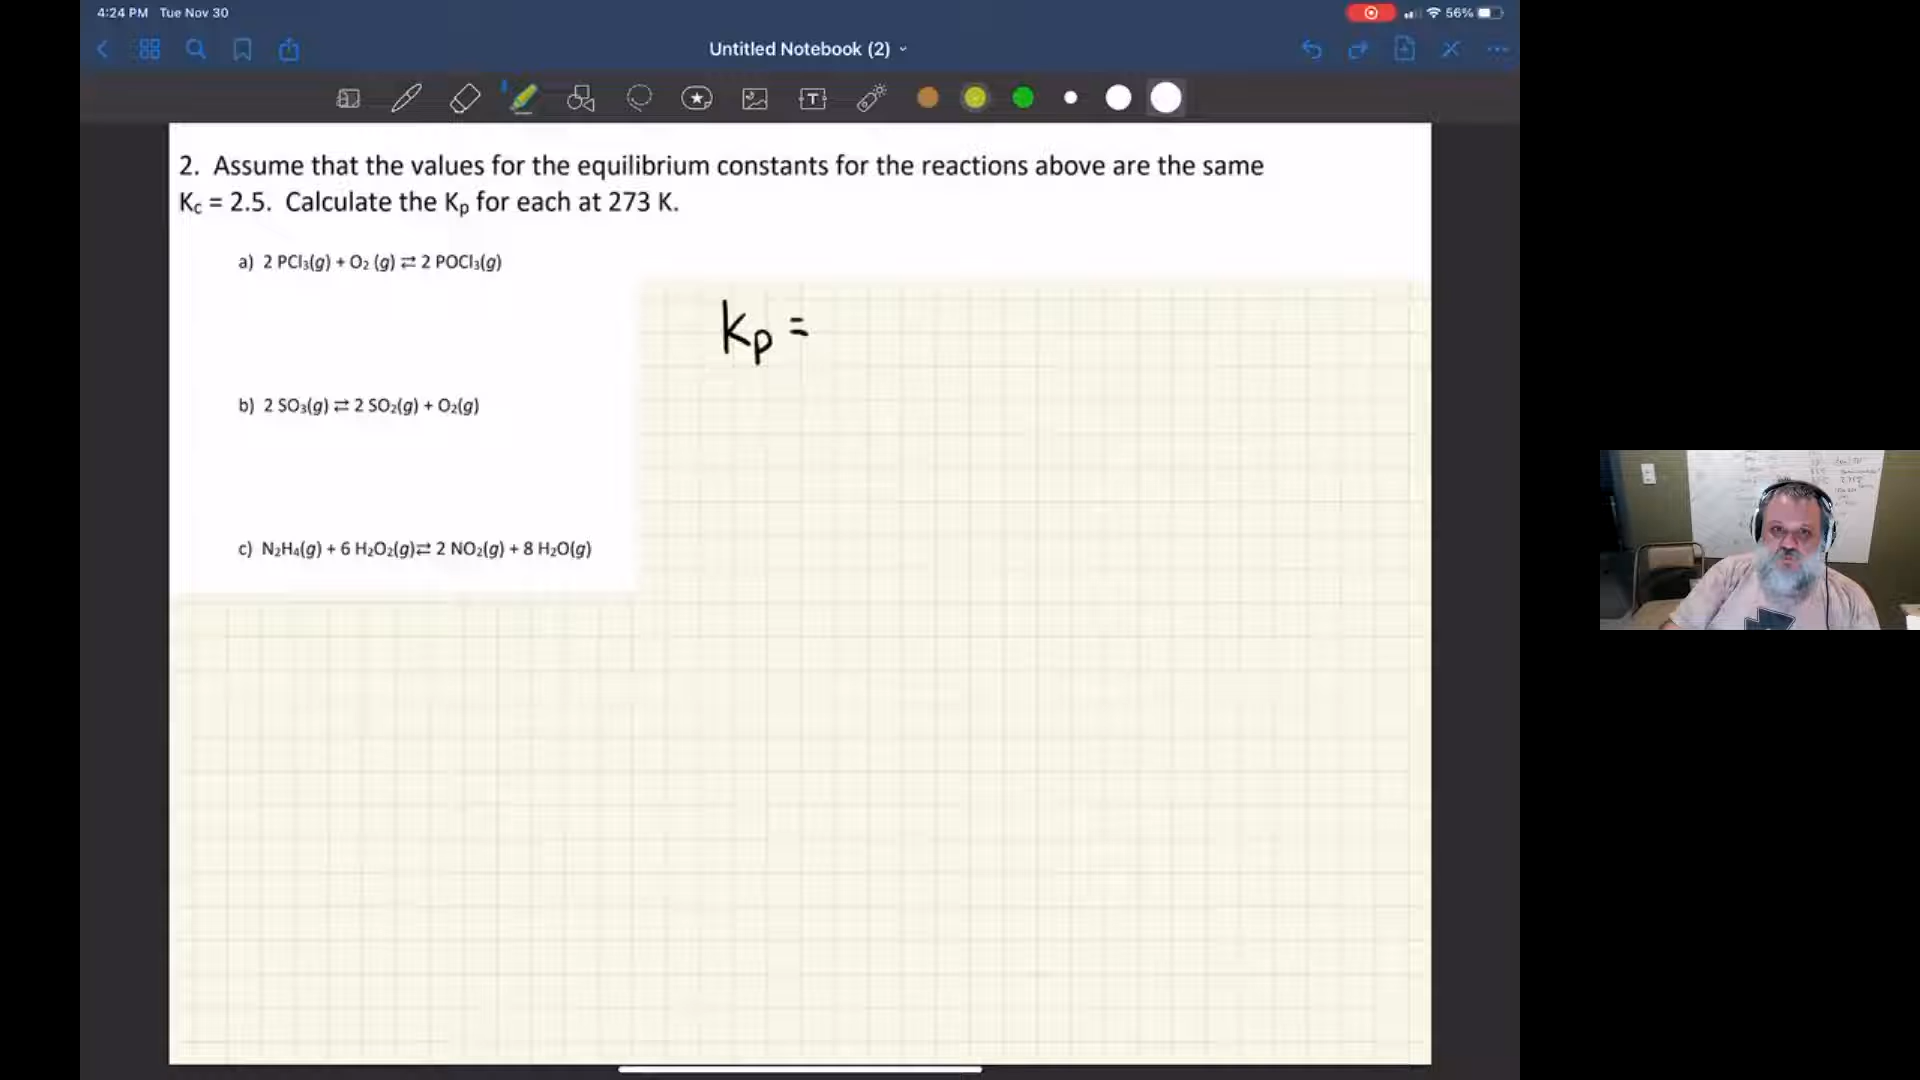 4:24 PM Tue Nov 30
56%
Untitled Notebook (2)
2. Assume that the values for the equilibrium constants for the reactions above are the same
Kc = 2.5. Calculate the Kp for each at 273 K.
a) 2 PCl₃(g) + O₂ (g) ⇄ 2 POCl₃(g)
Kp =
b) 2 SO₃(g) ⇄ 2 SO₂(g) + O₂(g)
c) N₂H₄(g) + 6 H₂O₂(g)⇄ 2 NO₂(g) + 8 H₂O(g)